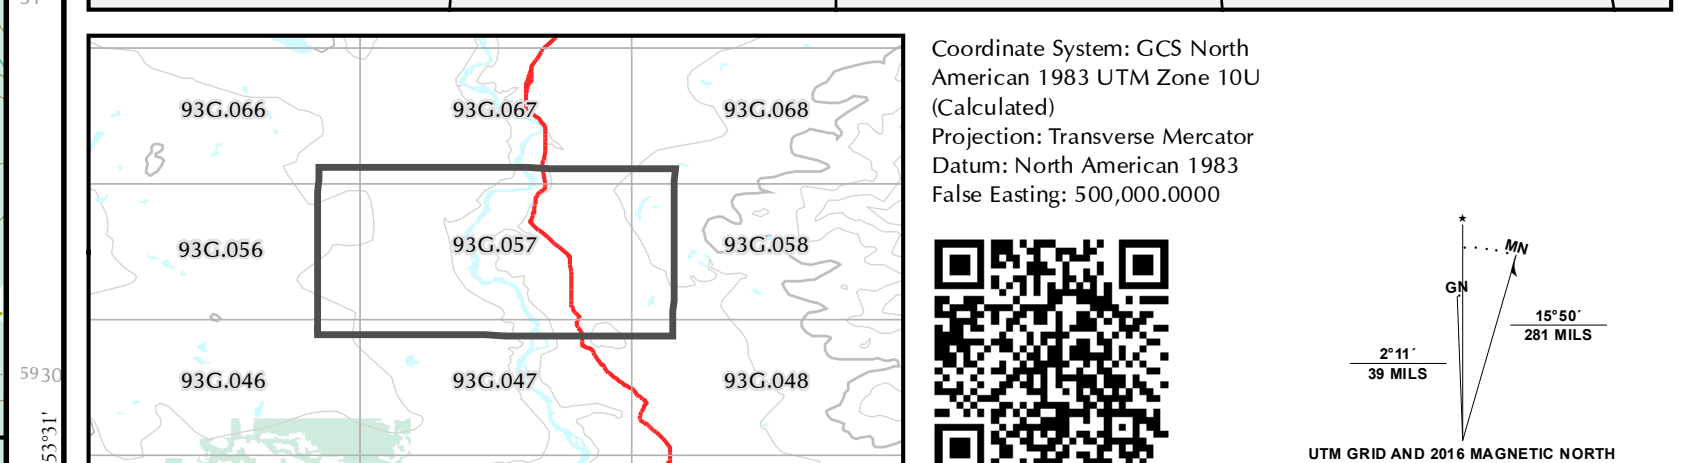 93G.066
93G.067
93G.068
93G.056
93G.057
93G.058
93G.046
93G.047
93G.048
5930
53°31'
Coordinate System: GCS North
American 1983 UTM Zone 10U
(Calculated)
Projection: Transverse Mercator
Datum: North American 1983
False Easting: 500,000.0000
MN
GN
15°50´
281 MILS
2°11´
39 MILS
UTM GRID AND 2016 MAGNETIC NORTH